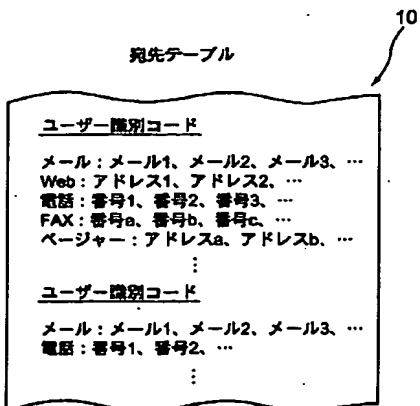 10
宛先テーブル
ユーザー識別コード
メール：メール1、メール2、メール3、…
Web：アドレス1、アドレス2、…
電話：番号1、番号2、番号3、…
FAX：番号a、番号b、番号c、…
ページャー：アドレスa、アドレスb、…
⋮
ユーザー識別コード
メール：メール1、メール2、メール3、…
電話：番号1、番号2、…
⋮